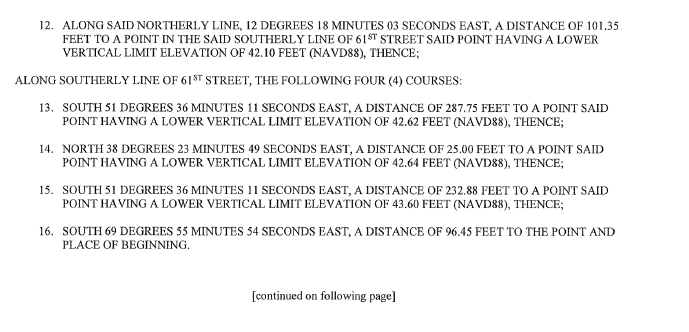 12. ALONG SAID NORTHERLY LINE, 12 DEGREES 18 MINUTES 03 SECONDS EAST, A DISTANCE OF 101.35
FEET TO A POINT IN THE SAID SOUTHERLY LINE OF 61ST STREET SAID POINT HAVING A LOWER
VERTICAL LIMIT ELEVATION OF 42.10 FEET (NAVD88), THENCE;
ALONG SOUTHERLY LINE OF 61ST STREET, THE FOLLOWING FOUR (4) COURSES:
13. SOUTH 51 DEGREES 36 MINUTES 11 SECONDS EAST, A DISTANCE OF 287.75 FEET TO A POINT SAID
POINT HAVING A LOWER VERTICAL LIMIT ELEVATION OF 42.62 FEET (NAVD88), THENCE;
14. NORTH 38 DEGREES 23 MINUTES 49 SECONDS EAST, A DISTANCE OF 25.00 FEET TO A POINT SAID
POINT HAVING A LOWER VERTICAL LIMIT ELEVATION OF 42.64 FEET (NAVD88), THENCE;
15. SOUTH 51 DEGREES 36 MINUTES 11 SECONDS EAST, A DISTANCE OF 232.88 FEET TO A POINT SAID
POINT HAVING A LOWER VERTICAL LIMIT ELEVATION OF 43.60 FEET (NAVD88), THENCE;
16. SOUTH 69 DEGREES 55 MINUTES 54 SECONDS EAST, A DISTANCE OF 96.45 FEET TO THE POINT AND
PLACE OF BEGINNING.
[continued on following page]